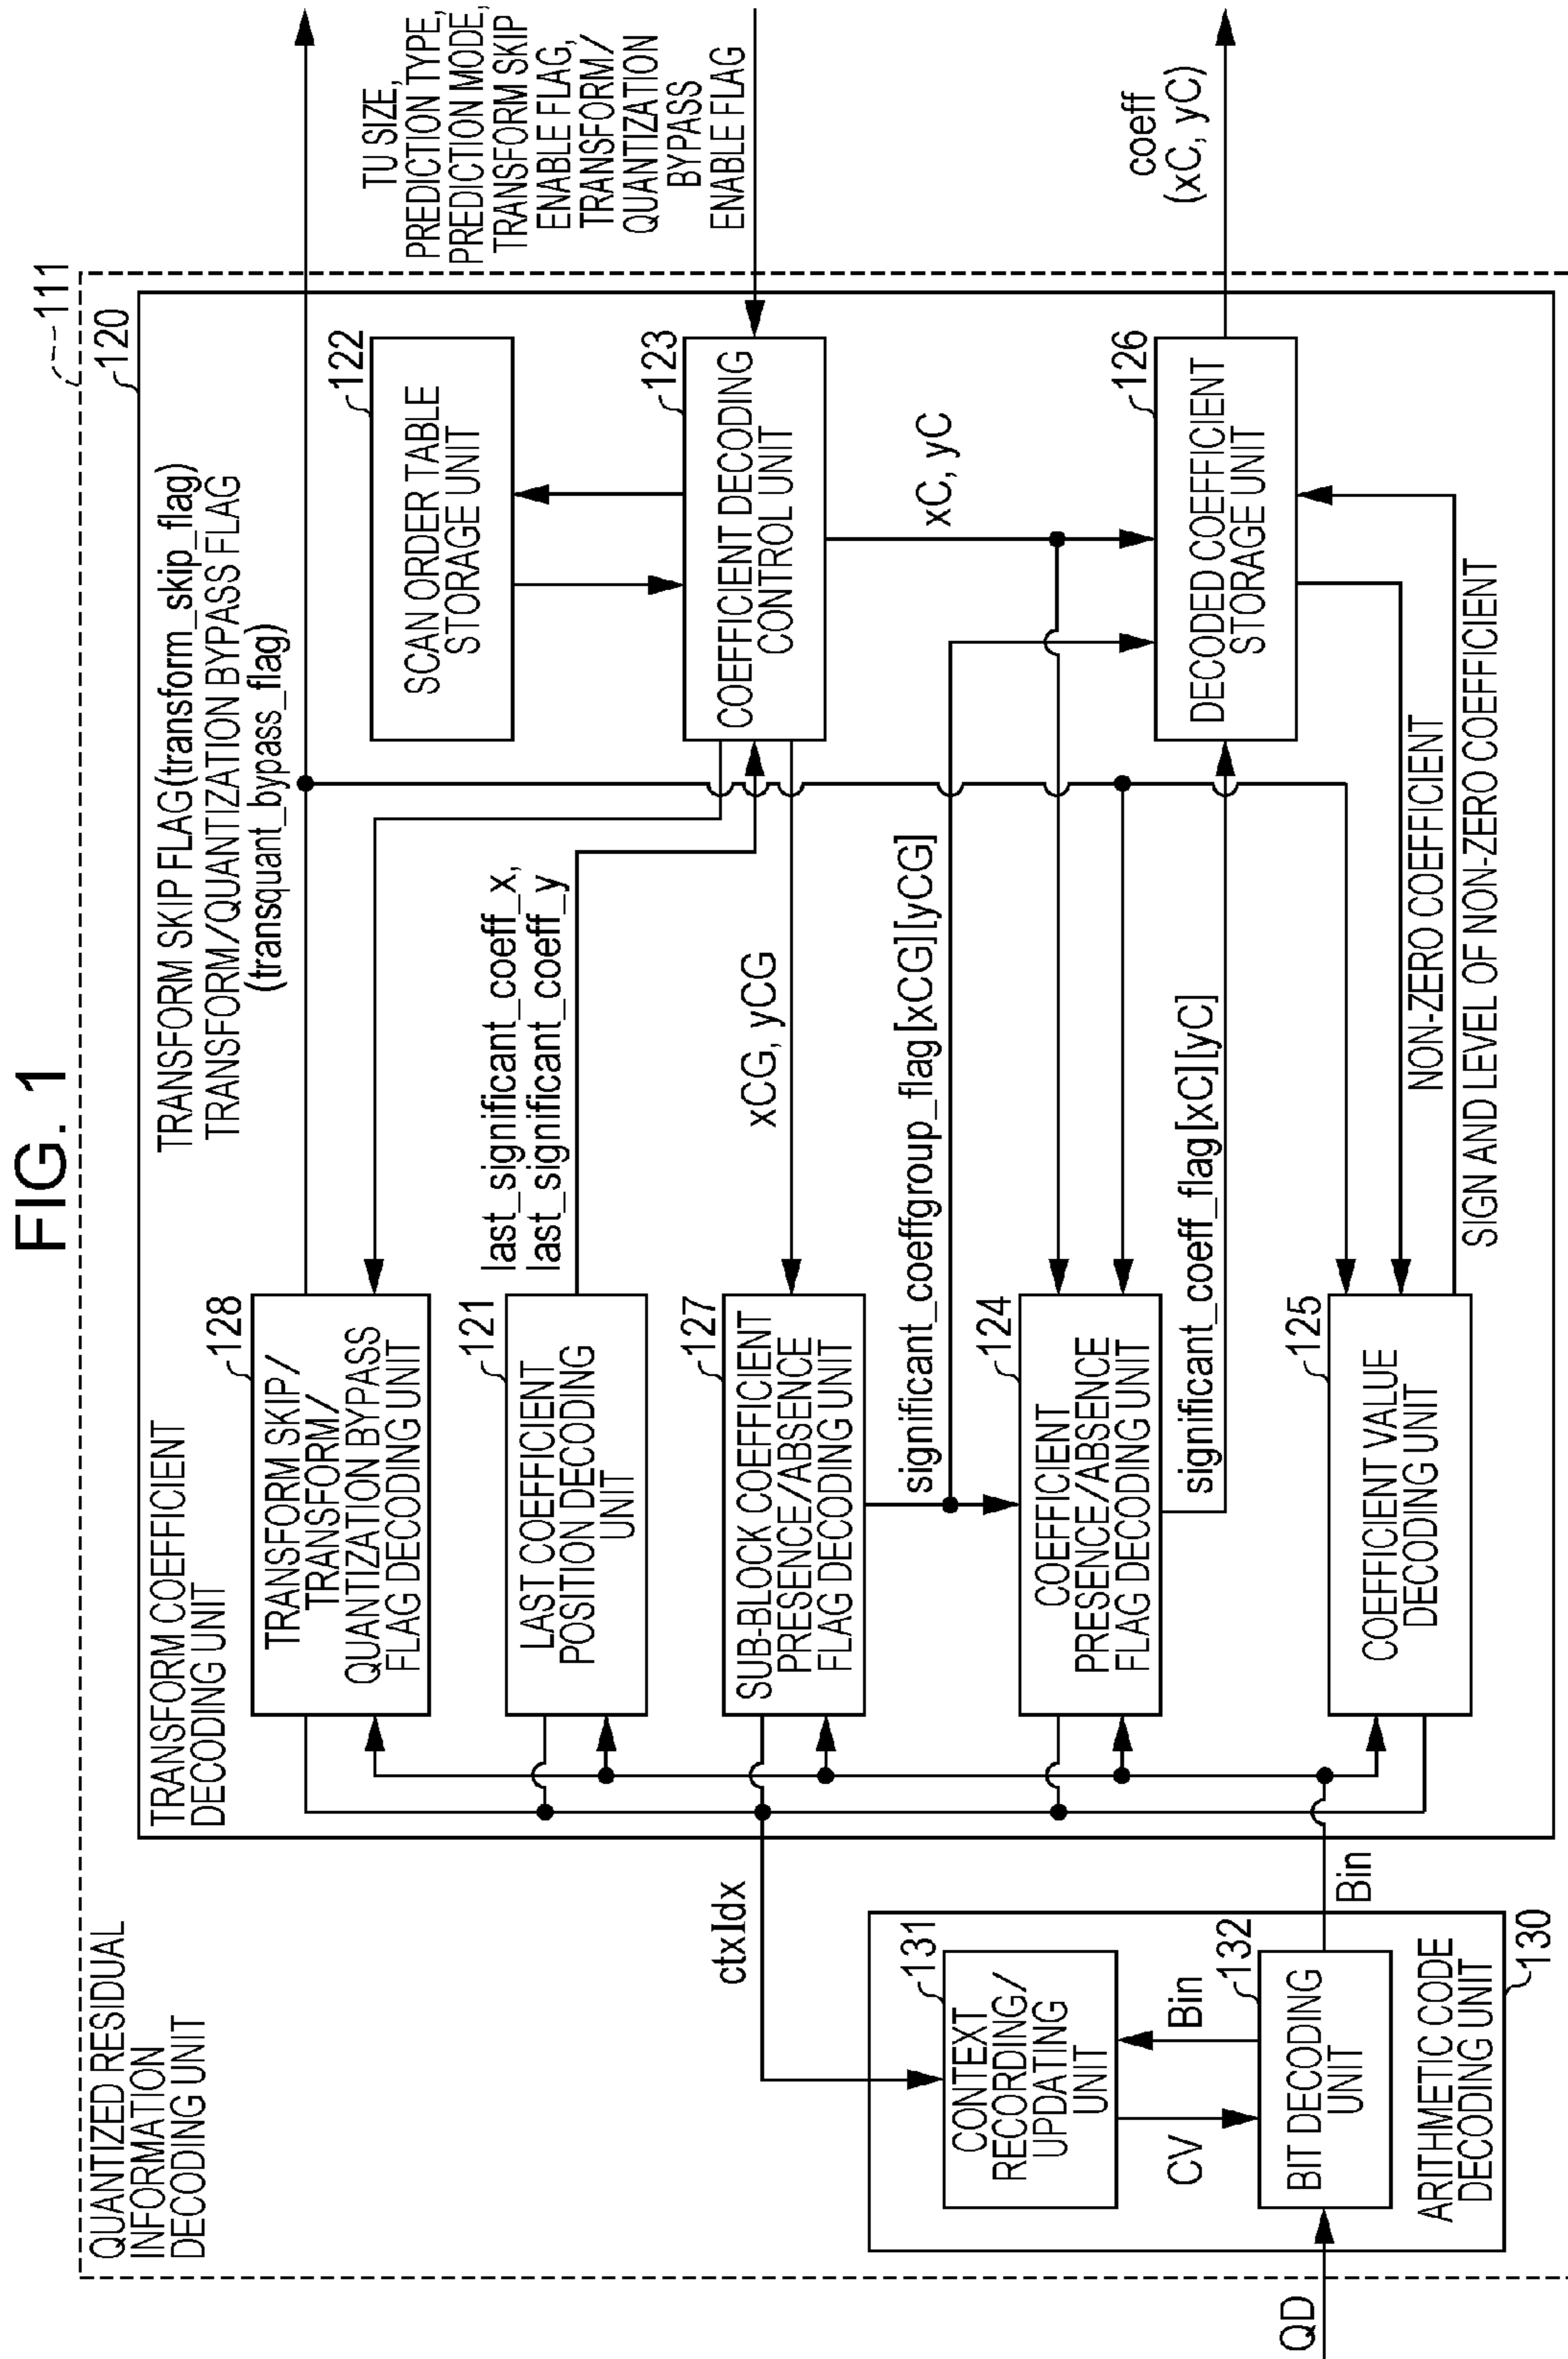 FIG. 1
QUANTIZED RESIDUAL
INFORMATION
DECODING UNIT
111
TRANSFORM COEFFICIENT
DECODING UNIT
120
TRANSFORM SKIP FLAG(transform_skip_flag)
TRANSFORM/QUANTIZATION BYPASS FLAG
(transquant_bypass_flag)
TU SIZE,
PREDICTION TYPE,
PREDICTION MODE,
TRANSFORM SKIP
ENABLE FLAG,
TRANSFORM/
QUANTIZATION
BYPASS
ENABLE FLAG
128
TRANSFORM SKIP/
TRANSFORM/
QUANTIZATION BYPASS
FLAG DECODING UNIT
122
SCAN ORDER TABLE
STORAGE UNIT
121
LAST COEFFICIENT
POSITION DECODING
UNIT
last_significant_coeff_x,
last_significant_coeff_y
123
COEFFICIENT DECODING
CONTROL UNIT
127
SUB-BLOCK COEFFICIENT
PRESENCE/ABSENCE
FLAG DECODING UNIT
xCG, yCG
ctxIdx
xC, yC
significant_coeffgroup_flag [xCG] [yCG]
124
COEFFICIENT
PRESENCE/ABSENCE
FLAG DECODING UNIT
significant_coeff_flag [xC] [yC]
126
DECODED COEFFICIENT
STORAGE UNIT
coeff
(xC, yC)
131
CONTEXT
RECORDING/
UPDATING
UNIT
CV
Bin
132
BIT DECODING
UNIT
Bin
QD
125
COEFFICIENT VALUE
DECODING UNIT
NON-ZERO COEFFICIENT
SIGN AND LEVEL OF NON-ZERO COEFFICIENT
ARITHMETIC CODE
DECODING UNIT
130